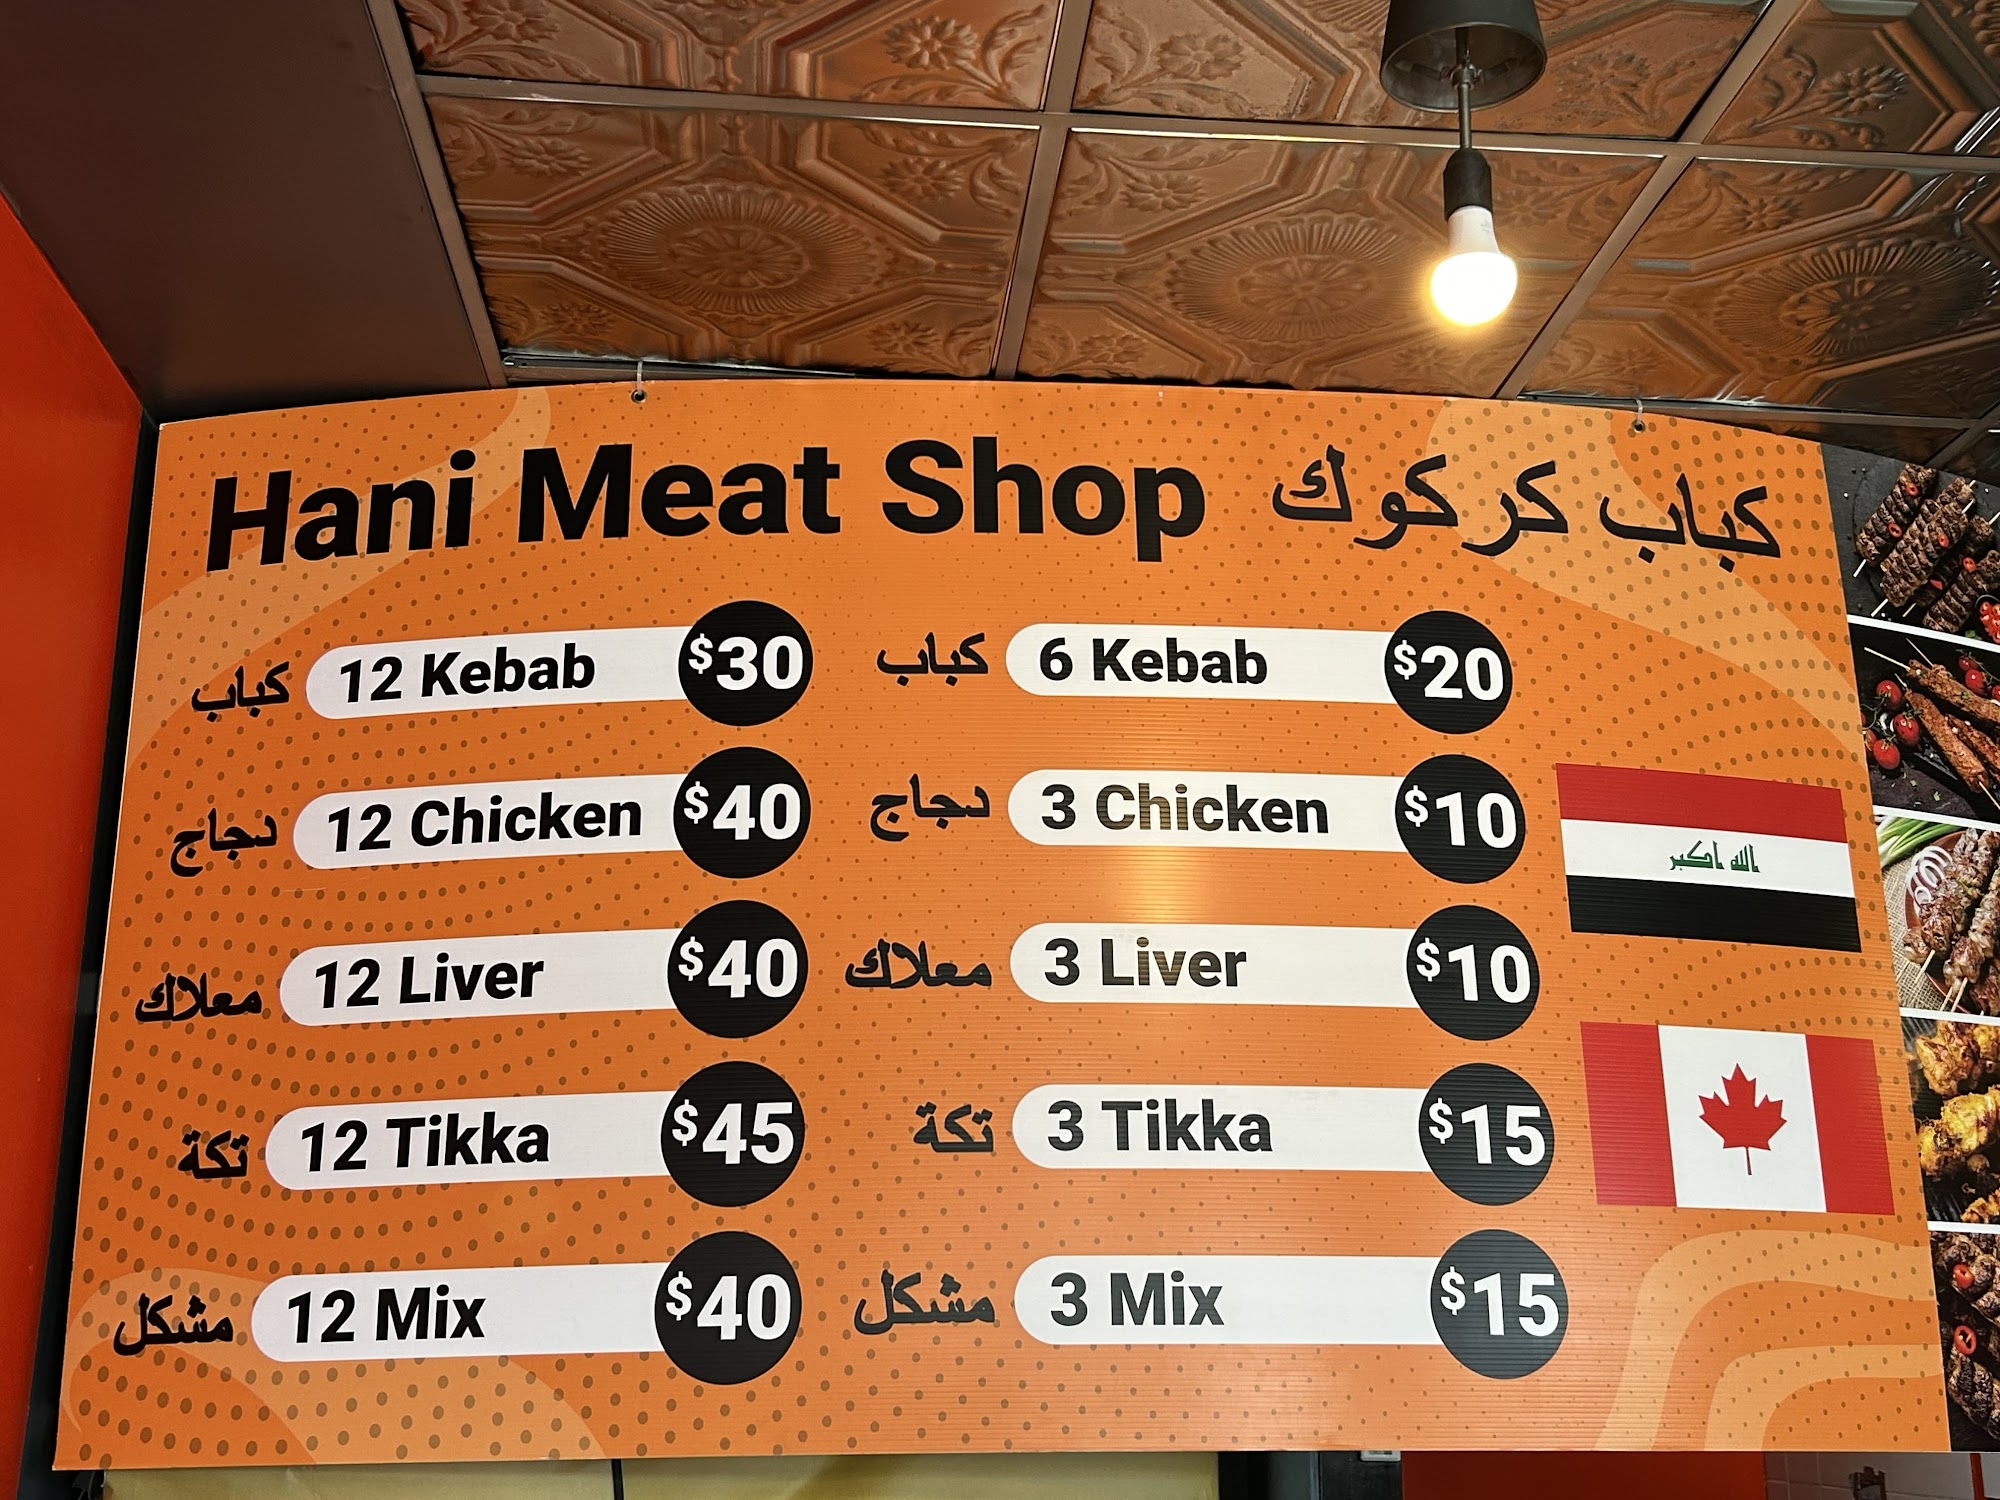 Hani Meat Shop كباب كركوك
كباب 12 Kebab $30
دجاج 12 Chicken $40
معلاك 12 Liver $40
تكة 12 Tikka $45
مشكل 12 Mix $40
كباب 6 Kebab $20
دجاج 3 Chicken $10
معلاك 3 Liver $10
تكة 3 Tikka $15
مشكل 3 Mix $15
الله اكبر